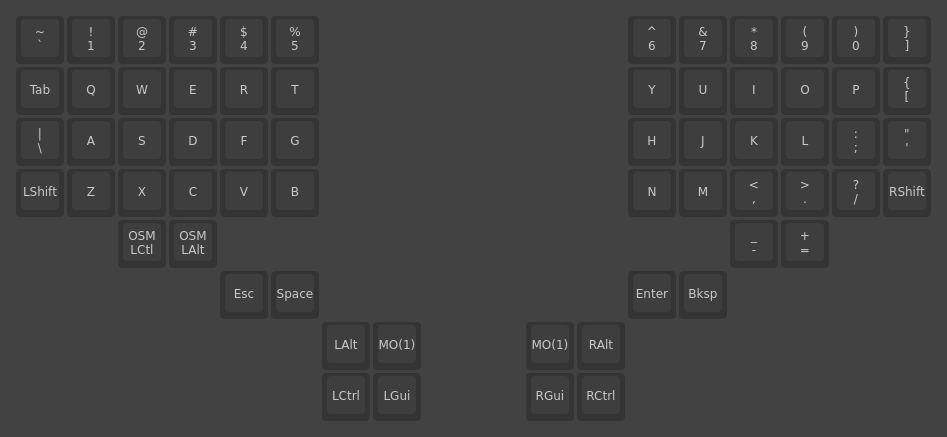 ~ ! @ # $ % ^ & * ( ) }
` 1 2 3 4 5 6 7 8 9 0 ]
Tab Q W E R T Y U I O P {
[
| A S D F G H J K L : "
\ ; '
LShift Z X C V B N M < > ? RShift
, . /
OSM OSM _ +
LCtl LAlt - =
Esc Space Enter Bksp
LAlt MO(1) MO(1) RAlt
LCtrl LGui RGui RCtrl